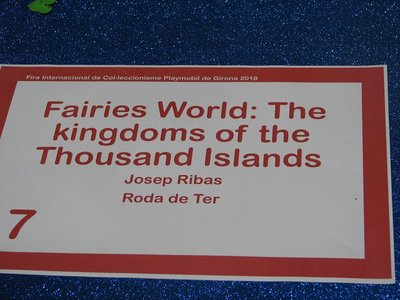 Fira Internacional de Col·leccionisme Playmobil de Girona 2018
Fairies World: The
kingdoms of the
Thousand Islands
Josep Ribas
Roda de Ter
7